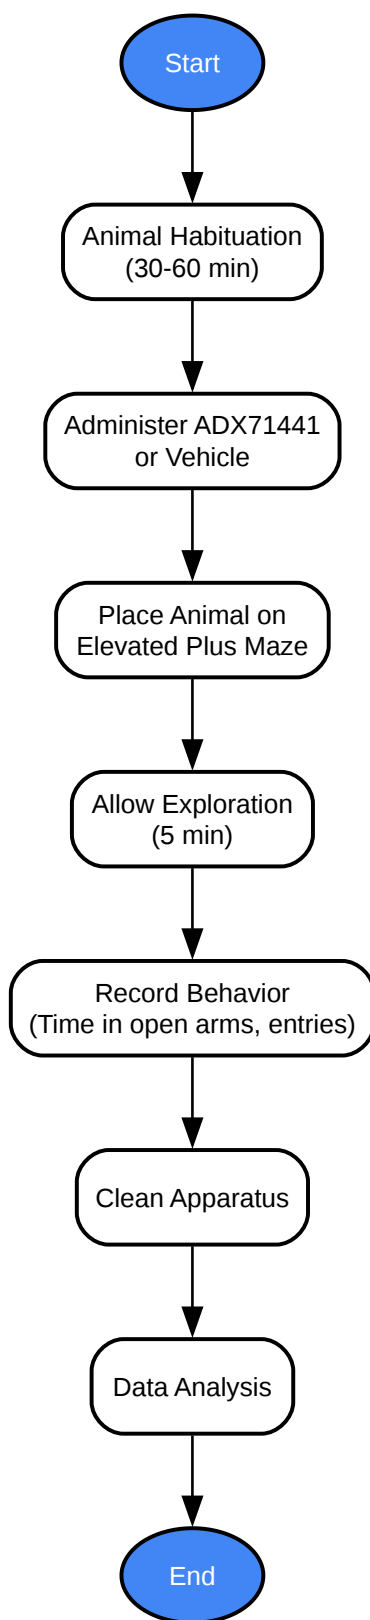 Start
Animal Habituation
(30-60 min)
Administer ADX71441
or Vehicle
Place Animal on
Elevated Plus Maze
Allow Exploration
(5 min)
Record Behavior
(Time in open arms, entries)
Clean Apparatus
Data Analysis
End